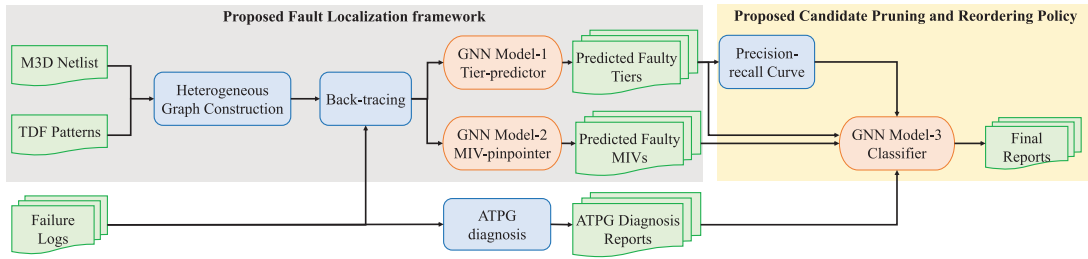 Proposed Fault Localization framework
Proposed Candidate Pruning and Reordering Policy
M3D Netlist
TDF Patterns
Heterogeneous
Graph Construction
Back-tracing
GNN Model-1
Tier-predictor
GNN Model-2
MIV-pinpointer
Predicted Faulty
Tiers
Predicted Faulty
MIVs
Precision-
recall Curve
GNN Model-3
Classifier
Final
Reports
Failure
Logs
ATPG
diagnosis
ATPG Diagnosis
Reports